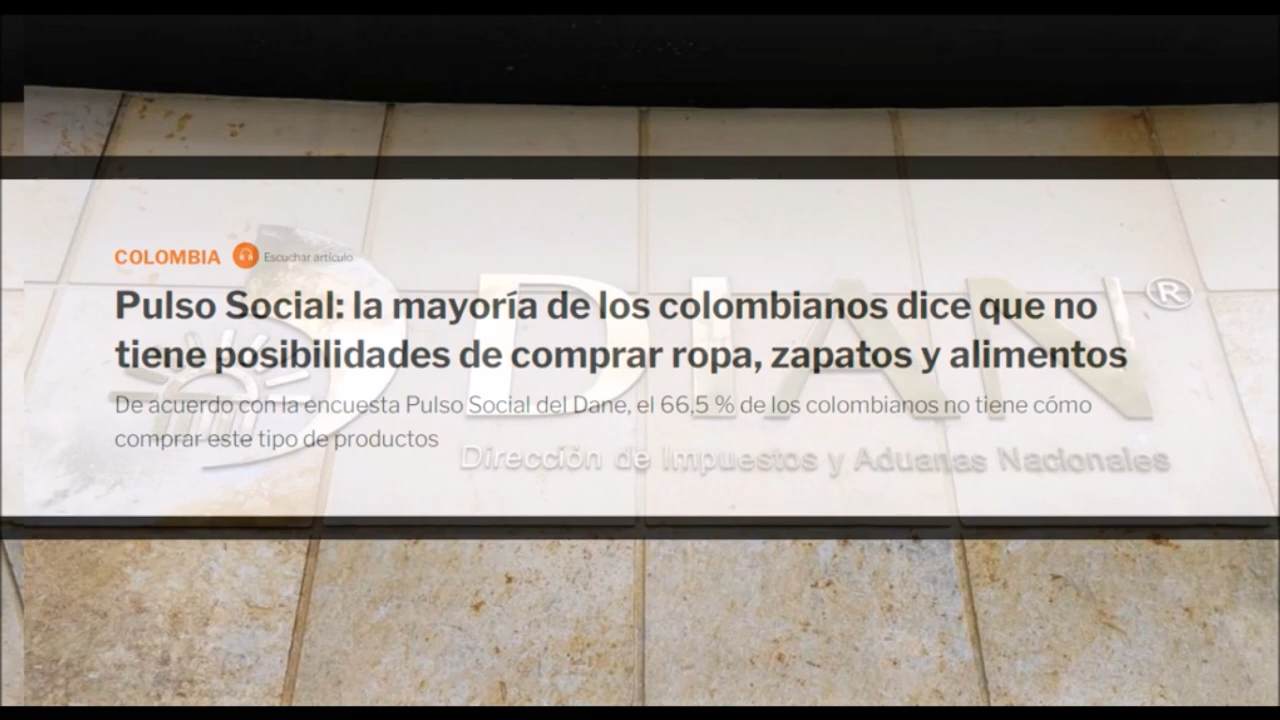 COLOMBIA Escuchar artículo
Pulso Social: la mayoría de los colombianos dice que no
tiene posibilidades de comprar ropa, zapatos y alimentos
De acuerdo con la encuesta Pulso Social del Dane, el 66,5 % de los colombianos no tiene cómo
comprar este tipo de productos
DIAN®
Dirección de Impuestos y Aduanas Nacionales